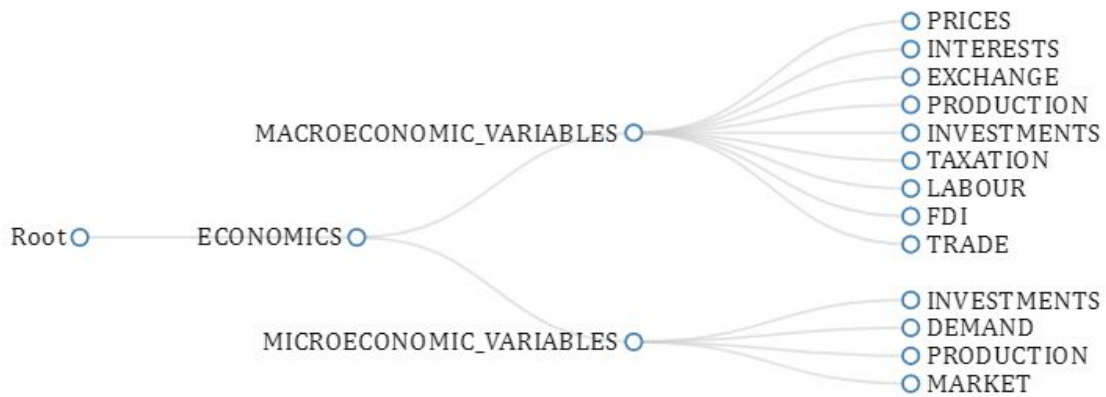 PRICES
INTERESTS
EXCHANGE
PRODUCTION
MACROECONOMIC_VARIABLES
INVESTMENTS
TAXATION
LABOUR
FDI
Root
ECONOMICS
TRADE
INVESTMENTS
DEMAND
MICROECONOMIC_VARIABLES
PRODUCTION
MARKET